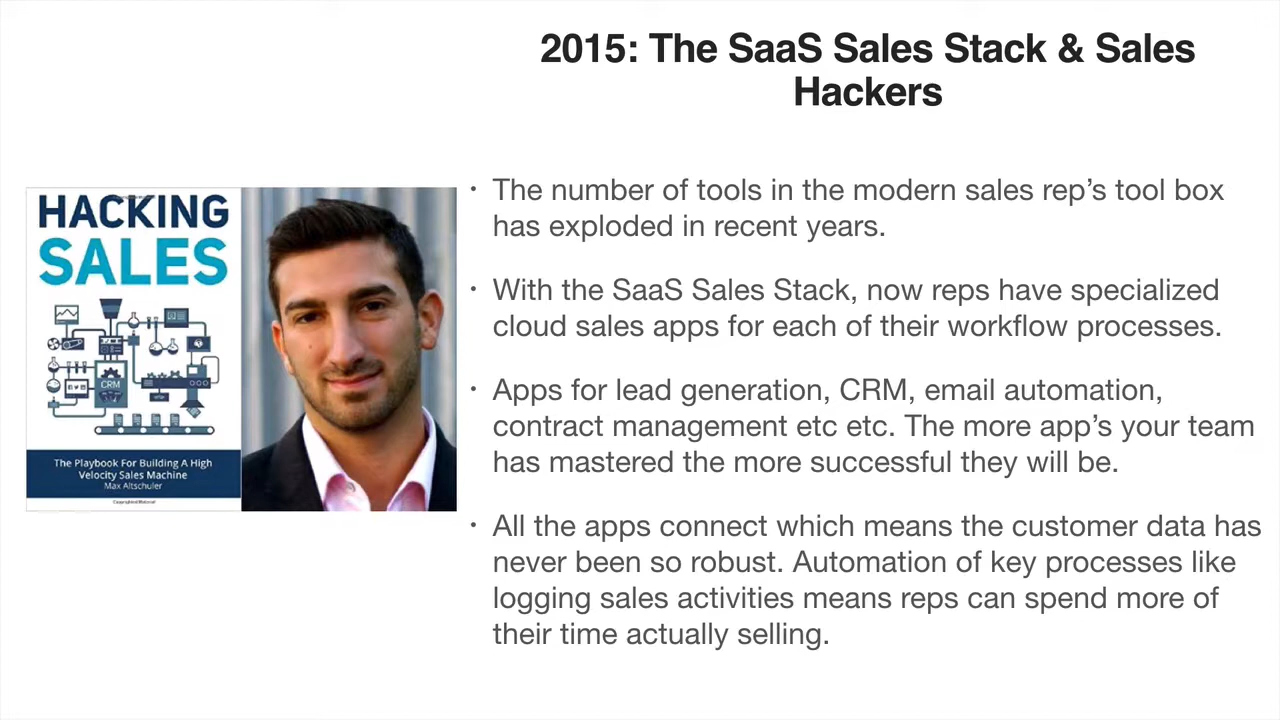 2015: The SaaS Sales Stack & Sales
Hackers
HACKING
SALES
CRM
The Playbook For Building A High
Velocity Sales Machine
Max Altschuler
Copyrighted Material
• The number of tools in the modern sales rep’s tool box
has exploded in recent years.
• With the SaaS Sales Stack, now reps have specialized
cloud sales apps for each of their workflow processes.
• Apps for lead generation, CRM, email automation,
contract management etc etc. The more app’s your team
has mastered the more successful they will be.
• All the apps connect which means the customer data has
never been so robust. Automation of key processes like
logging sales activities means reps can spend more of
their time actually selling.